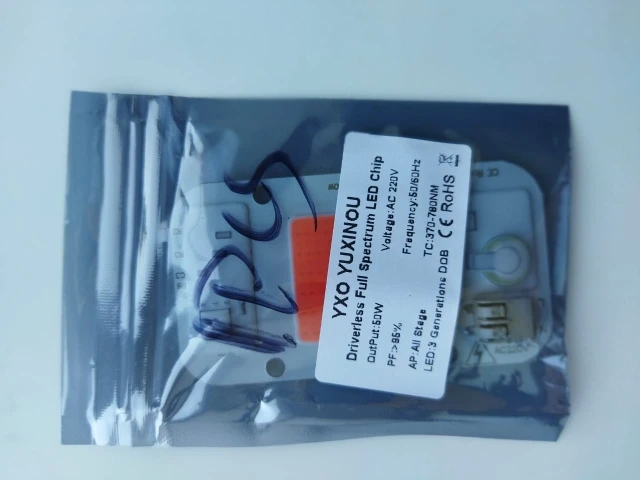 YXO YUXINOU
Driverless Full Spectrum LED Chip
OutPut:50W
Voltage:AC 220V
PF:>95%
Frequency:50/60Hz
AP:All Stage
TC:370-780NM
LED:3 Generations DOB
CE RoHS